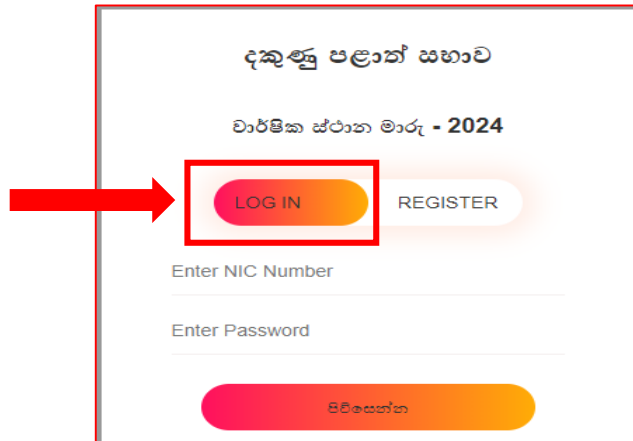 දකුණු පළාත් සභාව
වාර්ෂික ස්ථාන මාරු - 2024
LOG IN REGISTER
Enter NIC Number
Enter Password
පිවිසෙන්න